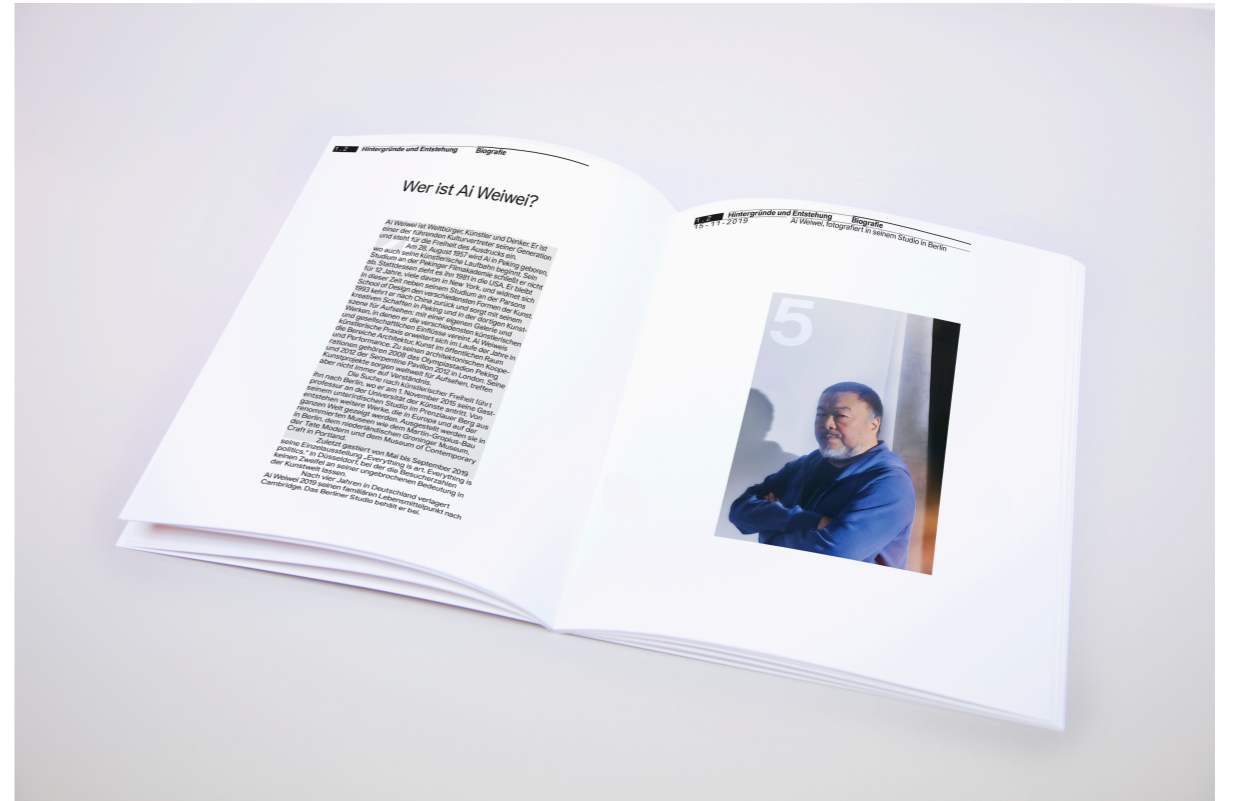 1.2 Hintergründe und Entstehung Biografie
Wer ist Ai Weiwei?
Ai Weiwei ist Weltbürger, Künstler und Denker. Er ist
einer der führenden Kulturvertreter seiner Generation
und steht für die Freiheit des Ausdrucks ein.
Am 28. August 1957 wird Ai in Peking geboren,
wo auch seine künstlerische Laufbahn beginnt. Sein
Studium an der Pekinger Filmakademie schließt er nicht
ab. Stattdessen zieht es ihn 1981 in die USA. Er bleibt
für 12 Jahre, viele davon in New York, und widmet sich
in dieser Zeit neben seinem Studium an der Parsons
School of Design den verschiedensten Formen der Kunst.
1993 kehrt er nach China zurück und sorgt mit seinem
kreativen Schaffen in Peking und in der dortigen Kunst-
szene für Aufsehen: mit einer eigenen Galerie und
Werken, in denen er die verschiedensten künstlerischen
und gesellschaftlichen Einflüsse vereint. Ai Weiweis
künstlerische Praxis erweitert sich im Laufe der Jahre in
die Bereiche Architektur, Kunst im öffentlichen Raum
und Performance. Zu seinen architektonischen Koope-
rationen gehören 2008 das Olympiastadion Peking
und 2012 der Serpentine Pavilion 2012 in London. Seine
Kunstprojekte sorgen weltweit für Aufsehen, treffen
aber nicht immer auf Verständnis.
Die Suche nach künstlerischer Freiheit führt
ihn nach Berlin, wo er am 1. November 2015 seine Gast-
professur an der Universität der Künste antritt. Von
seinem unterirdischen Studio im Prenzlauer Berg aus
entstehen weitere Werke, die in Europa und auf der
ganzen Welt gezeigt werden. Ausgestellt werden sie in
renommierten Museen wie dem Martin-Gropius-Bau
in Berlin, dem niederländischen Groninger Museum,
der Tate Modern und dem Museum of Contemporary
Craft in Portland.
Zuletzt gastiert von Mai bis September 2019
seine Einzelausstellung „Everything is art. Everything is
politics.“ in Düsseldorf, bei der die Besucherzahlen
keinen Zweifel an seiner ungebrochenen Bedeutung in
der Kunstwelt lassen.
Nach vier Jahren in Deutschland verlagert
Ai Weiwei 2019 seinen familiären Lebensmittelpunkt nach
Cambridge. Das Berliner Studio behält er bei.
1.2 Hintergründe und Entstehung Biografie
15-11-2019 Ai Weiwei, fotografiert in seinem Studio in Berlin
5